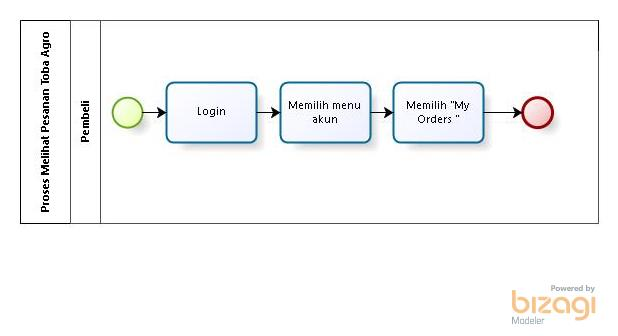 Proses Melihat Pesanan Toba Agro
Pembeli
Login
Memilih menu
akun
Memilih "My
Orders "
Powered by
bizagi
Modeler